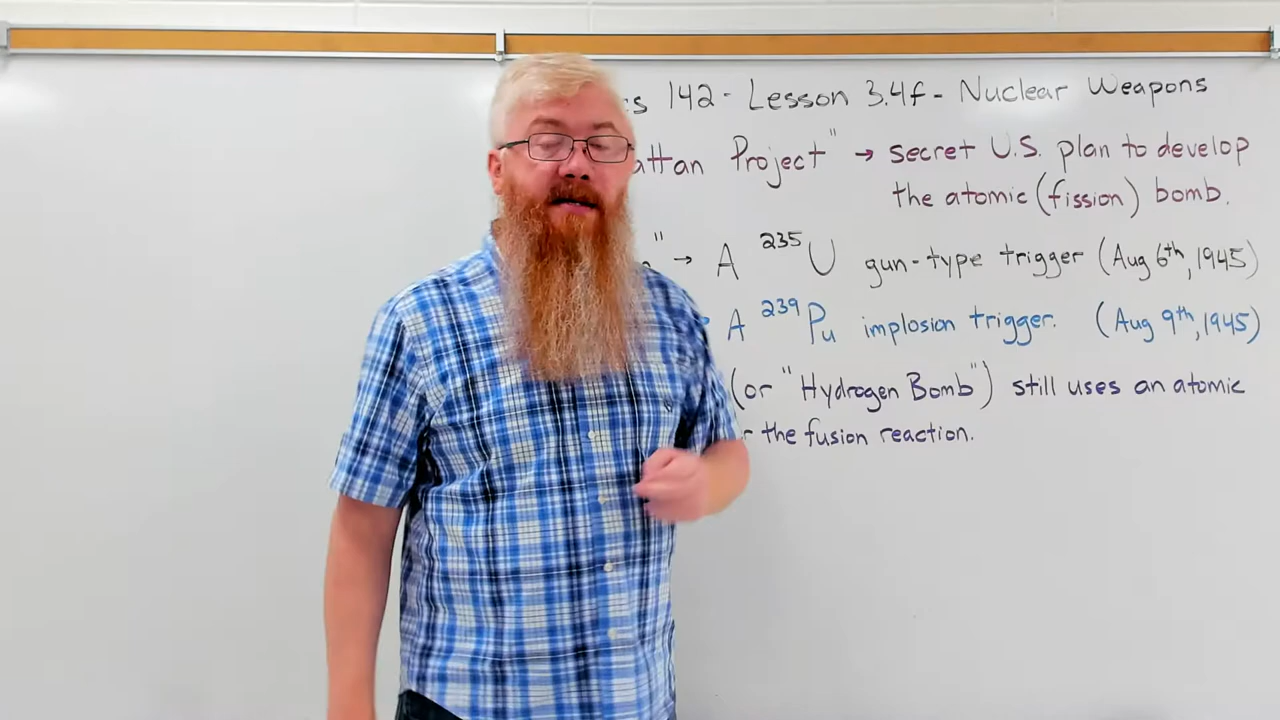 142 - Lesson 3.4f - Nuclear Weapons
Project" → secret U.S. plan to develop
the atomic (fission) bomb.
" → A ²³⁵U gun-type trigger (Aug 6th, 1945)
A ²³⁹Pu implosion trigger. (Aug 9th, 1945)
(or "Hydrogen Bomb") still uses an atomic
the fusion reaction.